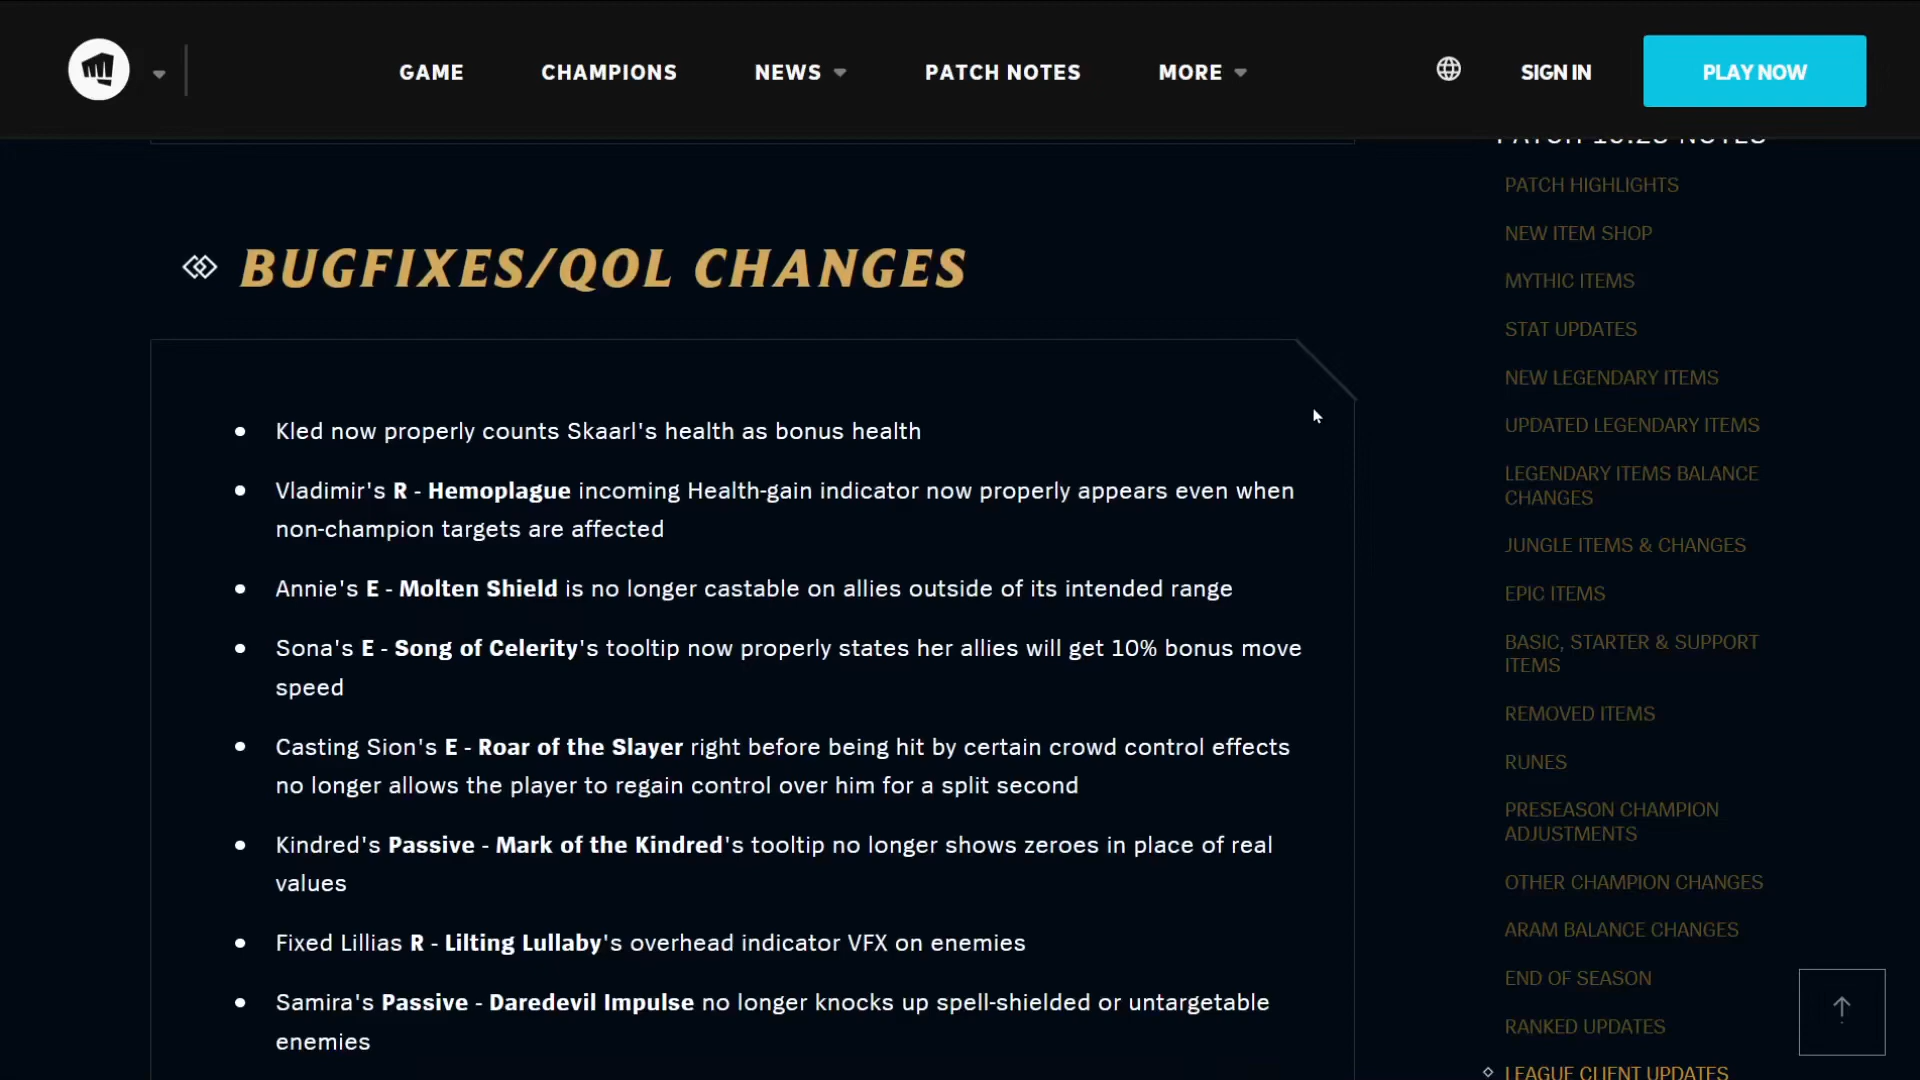 GAME
CHAMPIONS
NEWS
PATCH NOTES
MORE
SIGN IN
PLAY NOW
BUGFIXES/QOL CHANGES
Kled now properly counts Skaarl's health as bonus health
Vladimir's R - Hemoplague incoming Health-gain indicator now properly appears even when
non-champion targets are affected
Annie's E - Molten Shield is no longer castable on allies outside of its intended range
Sona's E - Song of Celerity's tooltip now properly states her allies will get 10% bonus move
speed
Casting Sion's E - Roar of the Slayer right before being hit by certain crowd control effects
no longer allows the player to regain control over him for a split second
Kindred's Passive - Mark of the Kindred's tooltip no longer shows zeroes in place of real
values
Fixed Lillias R - Lilting Lullaby's overhead indicator VFX on enemies
Samira's Passive - Daredevil Impulse no longer knocks up spell-shielded or untargetable
enemies
PATCH 10.23 NOTES
PATCH HIGHLIGHTS
NEW ITEM SHOP
MYTHIC ITEMS
STAT UPDATES
NEW LEGENDARY ITEMS
UPDATED LEGENDARY ITEMS
LEGENDARY ITEMS BALANCE
CHANGES
JUNGLE ITEMS & CHANGES
EPIC ITEMS
BASIC, STARTER & SUPPORT
ITEMS
REMOVED ITEMS
RUNES
PRESEASON CHAMPION
ADJUSTMENTS
OTHER CHAMPION CHANGES
ARAM BALANCE CHANGES
END OF SEASON
RANKED UPDATES
LEAGUE CLIENT UPDATES